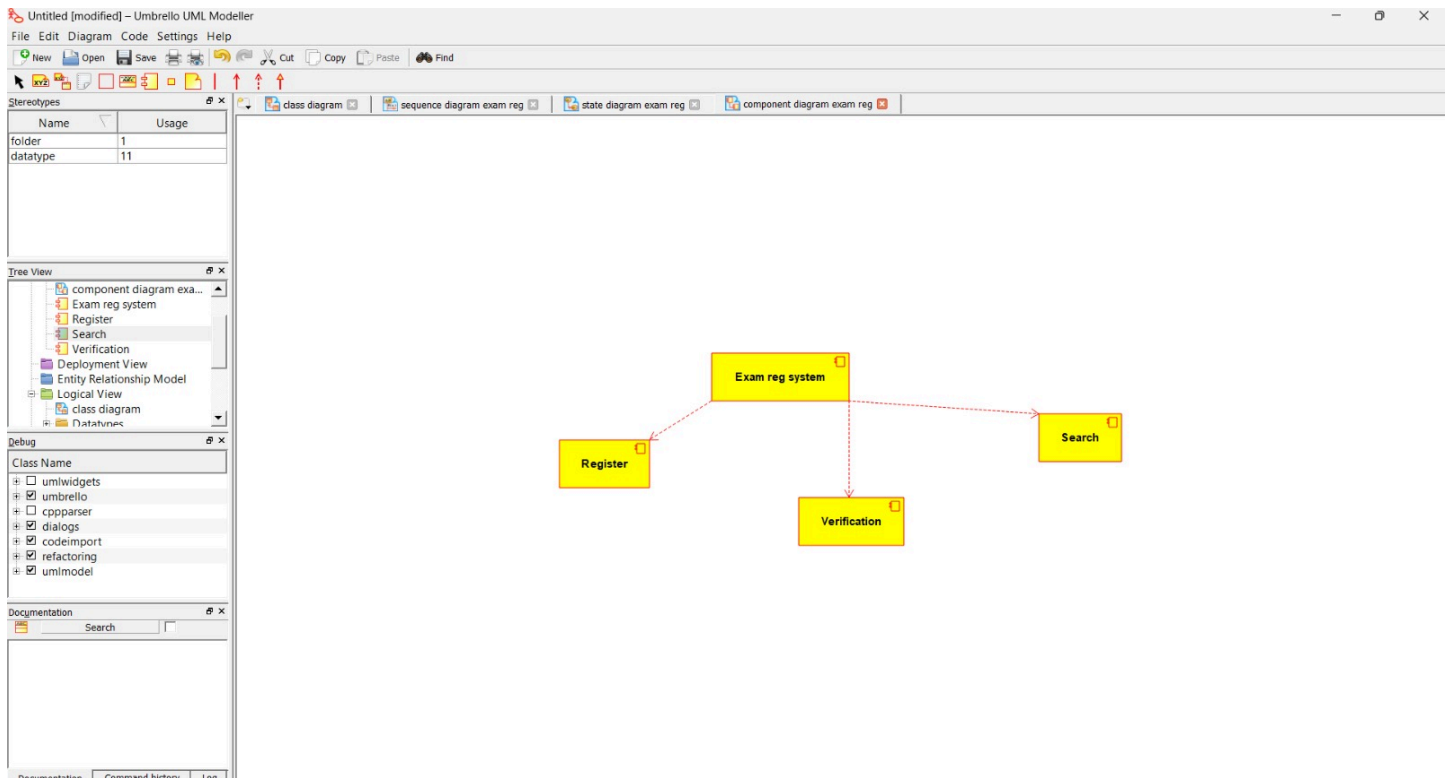 Untitled [modified] – Umbrello UML Modeller
File Edit Diagram Code Settings Help
New Open Save Cut Copy Paste Find
Stereotypes
class diagram
sequence diagram exam reg
state diagram exam reg
component diagram exam reg
Name Usage
folder 1
datatype 11
Tree View
component diagram exa...
Exam reg system
Register
Search
Verification
Deployment View
Entity Relationship Model
Logical View
class diagram
Datatypes
Debug
Class Name
umlwidgets
umbrello
cppparser
dialogs
codeimport
refactoring
umlmodel
Documentation
Search
Documentation Command history Log
Exam reg system
Register
Search
Verification